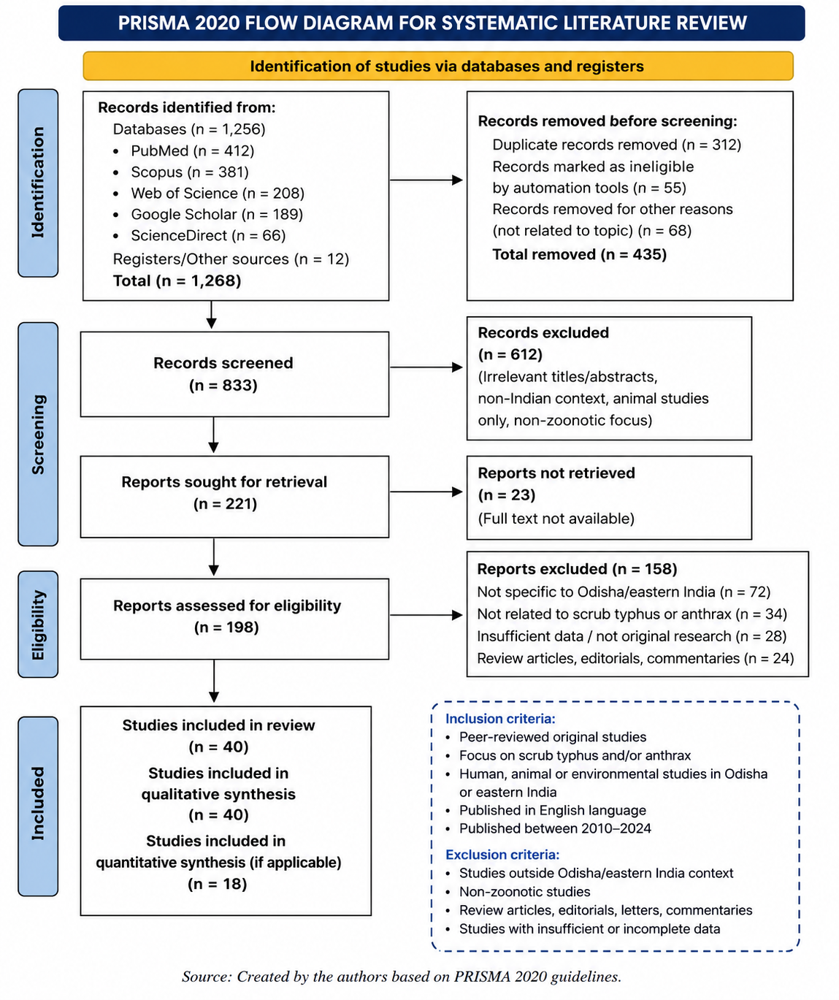 PRISMA 2020 FLOW DIAGRAM FOR SYSTEMATIC LITERATURE REVIEW
Identification of studies via databases and registers
Identification
Records identified from:
Databases (n = 1,256)
• PubMed (n = 412)
• Scopus (n = 381)
• Web of Science (n = 208)
• Google Scholar (n = 189)
• ScienceDirect (n = 66)
Registers/Other sources (n = 12)
Total (n = 1,268)
Records removed before screening:
Duplicate records removed (n = 312)
Records marked as ineligible
by automation tools (n = 55)
Records removed for other reasons
(not related to topic) (n = 68)
Total removed (n = 435)
Screening
Records screened
(n = 833)
Records excluded
(n = 612)
(Irrelevant titles/abstracts,
non-Indian context, animal studies
only, non-zoonotic focus)
Reports sought for retrieval
(n = 221)
Reports not retrieved
(n = 23)
(Full text not available)
Eligibility
Reports assessed for eligibility
(n = 198)
Reports excluded (n = 158)
Not specific to Odisha/eastern India (n = 72)
Not related to scrub typhus or anthrax (n = 34)
Insufficient data / not original research (n = 28)
Review articles, editorials, commentaries (n = 24)
Included
Studies included in review
(n = 40)
Studies included in
qualitative synthesis
(n = 40)
Studies included in
quantitative synthesis (if applicable)
(n = 18)
Inclusion criteria:
• Peer-reviewed original studies
• Focus on scrub typhus and/or anthrax
• Human, animal or environmental studies in Odisha
or eastern India
• Published in English language
• Published between 2010–2024
Exclusion criteria:
• Studies outside Odisha/eastern India context
• Non-zoonotic studies
• Review articles, editorials, letters, commentaries
• Studies with insufficient or incomplete data
Source: Created by the authors based on PRISMA 2020 guidelines.